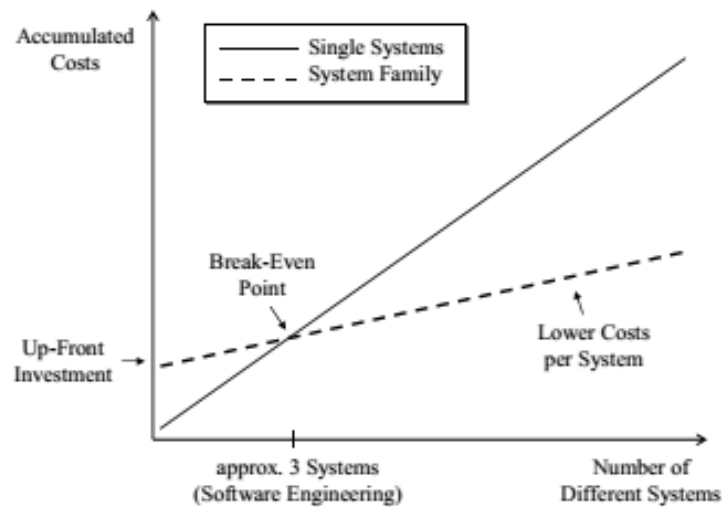 Accumulated
Costs
Single Systems
System Family
Break-Even
Point
Up-Front
Investment
Lower Costs
per System
approx. 3 Systems
(Software Engineering)
Number of
Different Systems